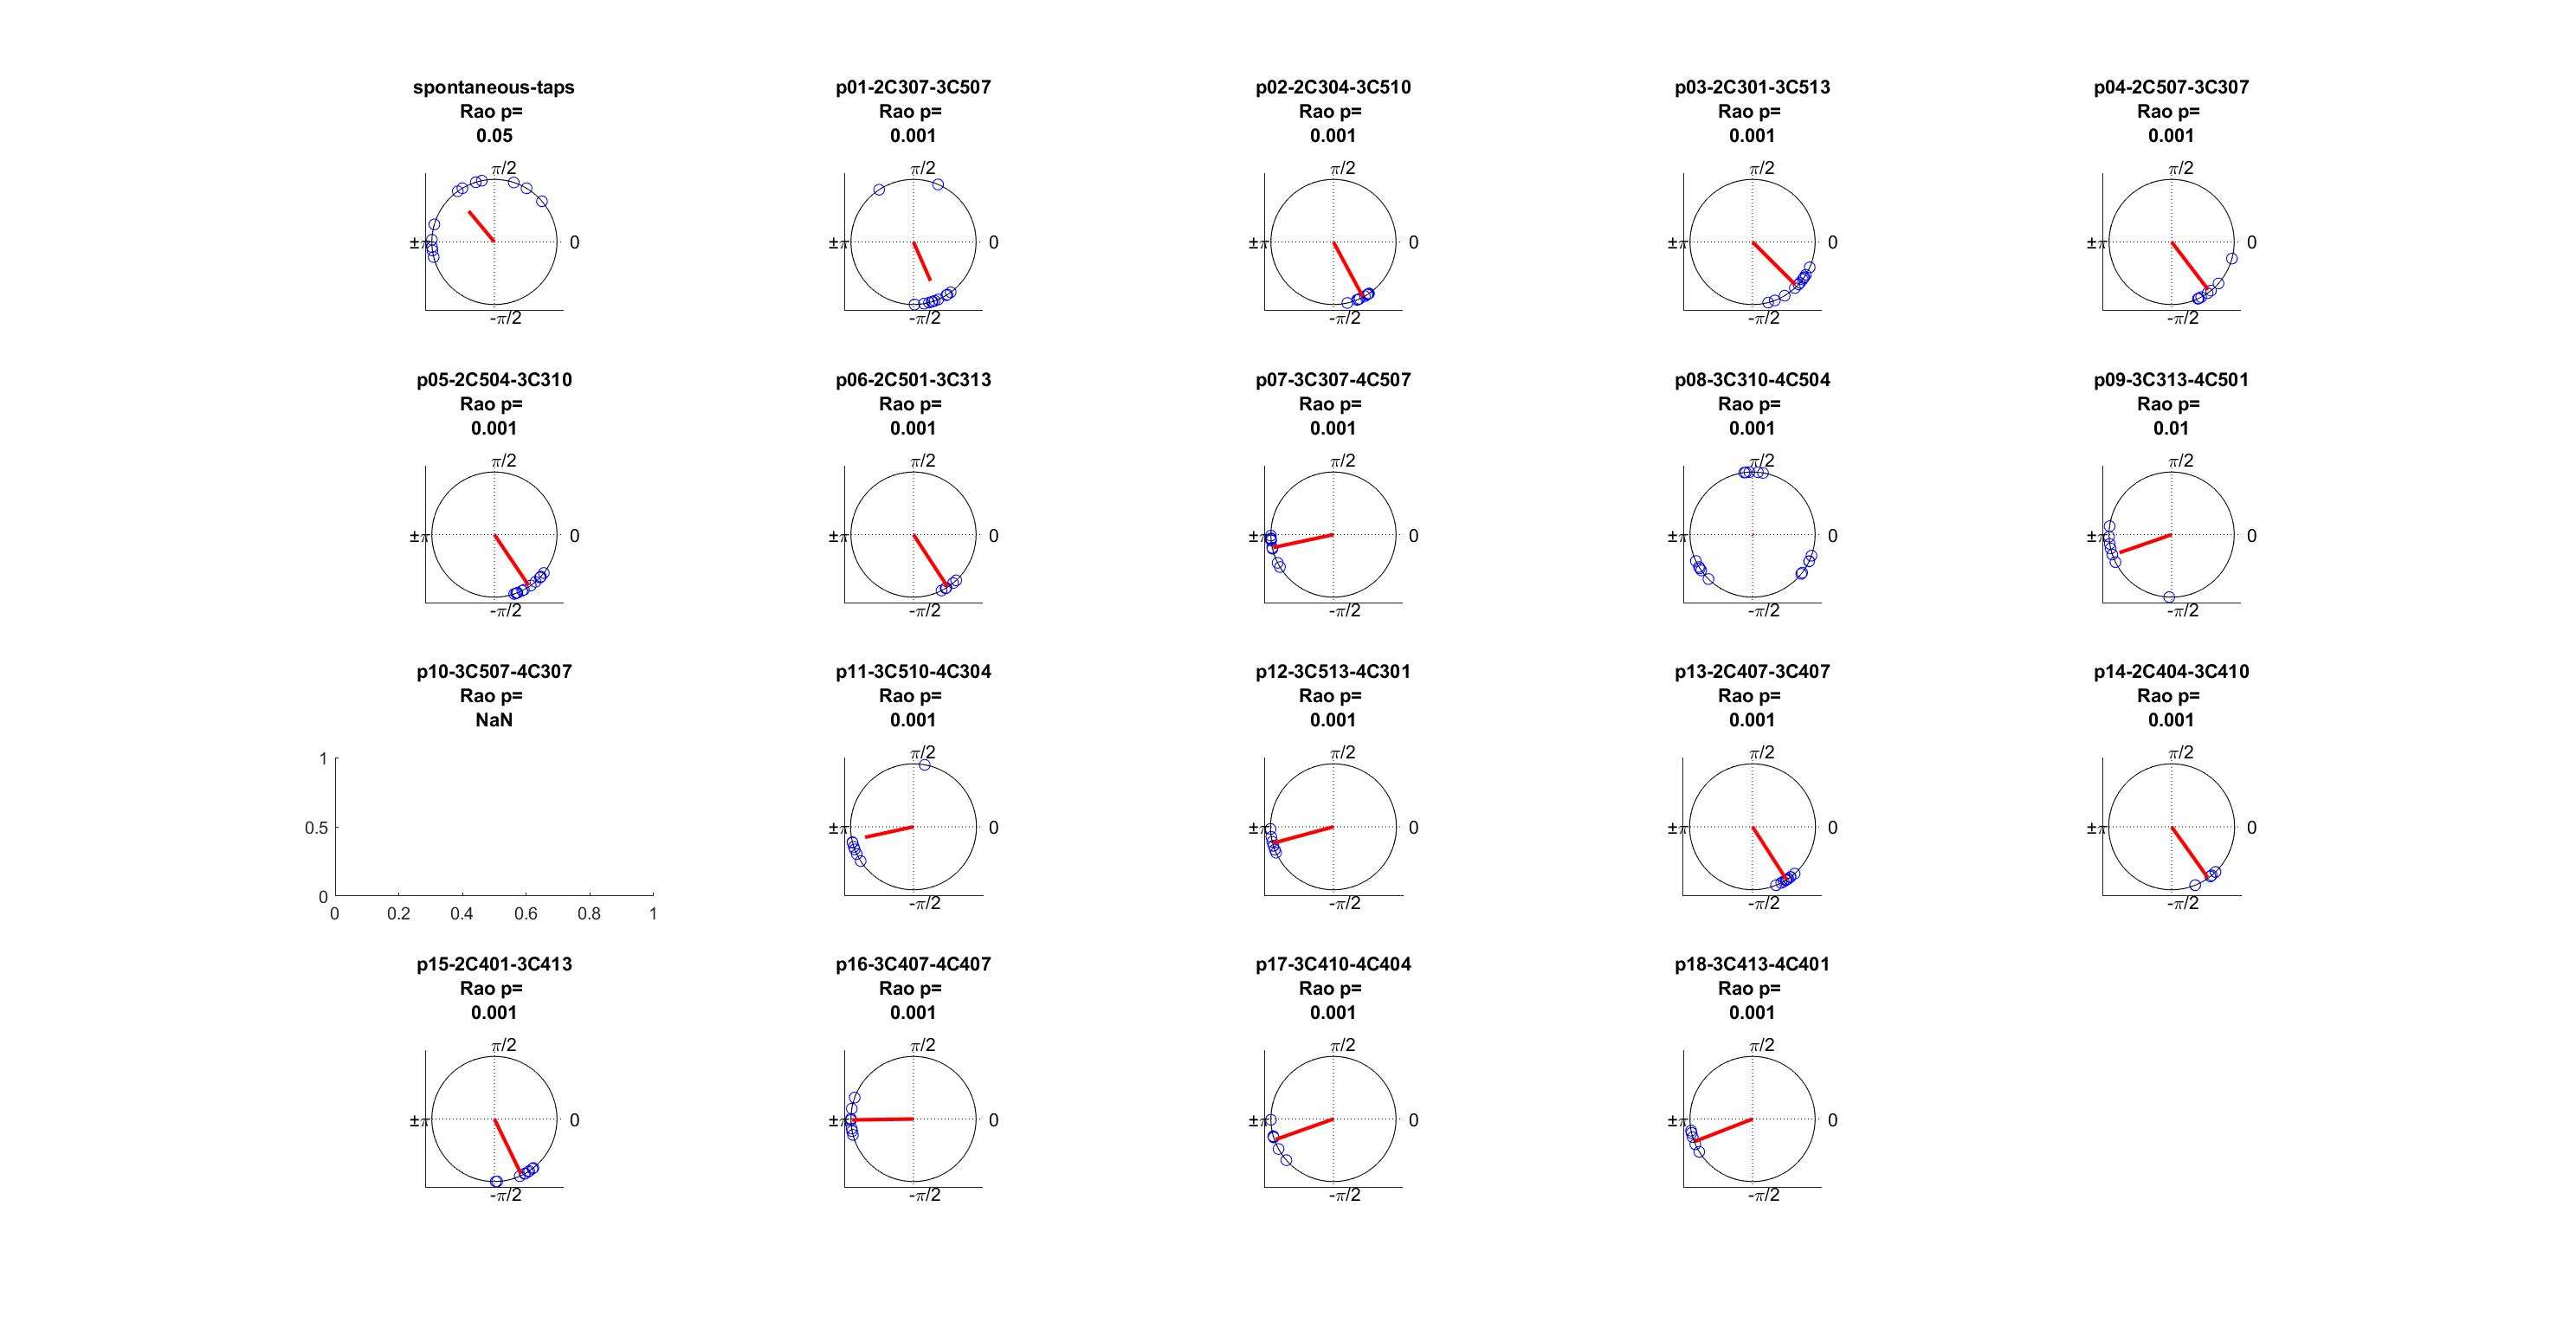 spontaneous-taps
Rao p=
0.05
π/2
±π
0
-π/2
p01-2C307-3C507
Rao p=
0.001
π/2
±π
0
-π/2
p02-2C304-3C510
Rao p=
0.001
π/2
±π
0
-π/2
p03-2C301-3C513
Rao p=
0.001
π/2
±π
0
-π/2
p04-2C507-3C307
Rao p=
0.001
π/2
±π
0
-π/2
p05-2C504-3C310
Rao p=
0.001
π/2
±π
0
-π/2
p06-2C501-3C313
Rao p=
0.001
π/2
±π
0
-π/2
p07-3C307-4C507
Rao p=
0.001
π/2
±π
0
-π/2
p08-3C310-4C504
Rao p=
0.001
π/2
±π
0
-π/2
p09-3C313-4C501
Rao p=
0.01
π/2
±π
0
-π/2
p10-3C507-4C307
Rao p=
NaN
1
0.5
0
0 0.2 0.4 0.6 0.8 1
p11-3C510-4C304
Rao p=
0.001
π/2
±π
0
-π/2
p12-3C513-4C301
Rao p=
0.001
π/2
±π
0
-π/2
p13-2C407-3C407
Rao p=
0.001
π/2
±π
0
-π/2
p14-2C404-3C410
Rao p=
0.001
π/2
±π
0
-π/2
p15-2C401-3C413
Rao p=
0.001
π/2
±π
0
-π/2
p16-3C407-4C407
Rao p=
0.001
π/2
±π
0
-π/2
p17-3C410-4C404
Rao p=
0.001
π/2
±π
0
-π/2
p18-3C413-4C401
Rao p=
0.001
π/2
±π
0
-π/2